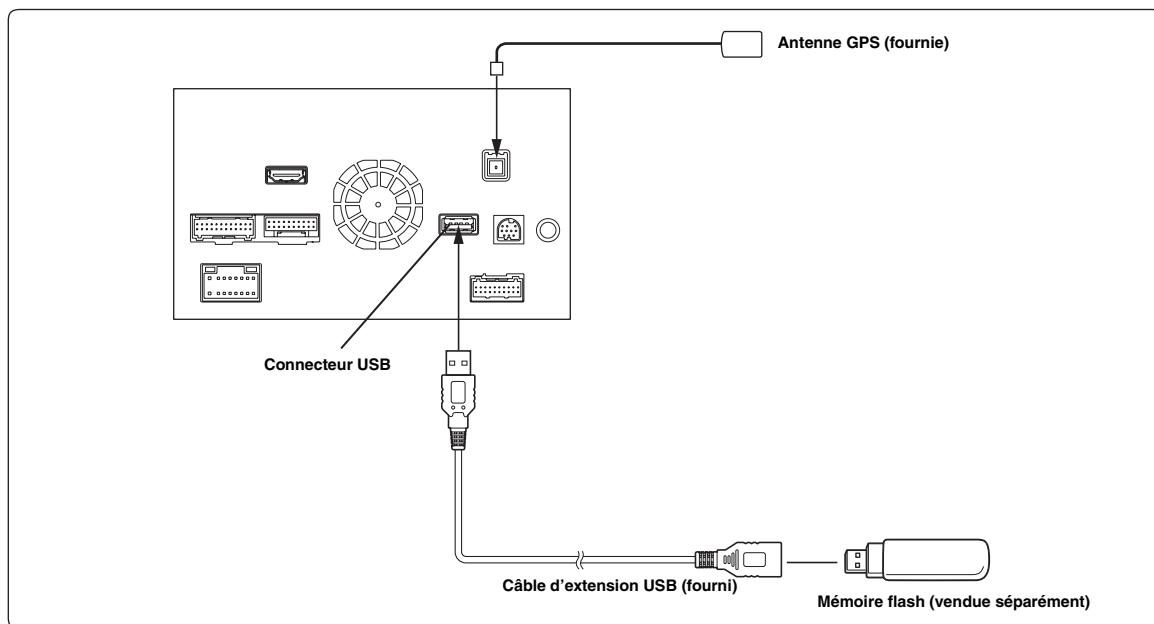 Antenne GPS (fournie)
Connecteur USB
Câble d'extension USB (fourni)
Mémoire flash (vendue séparément)